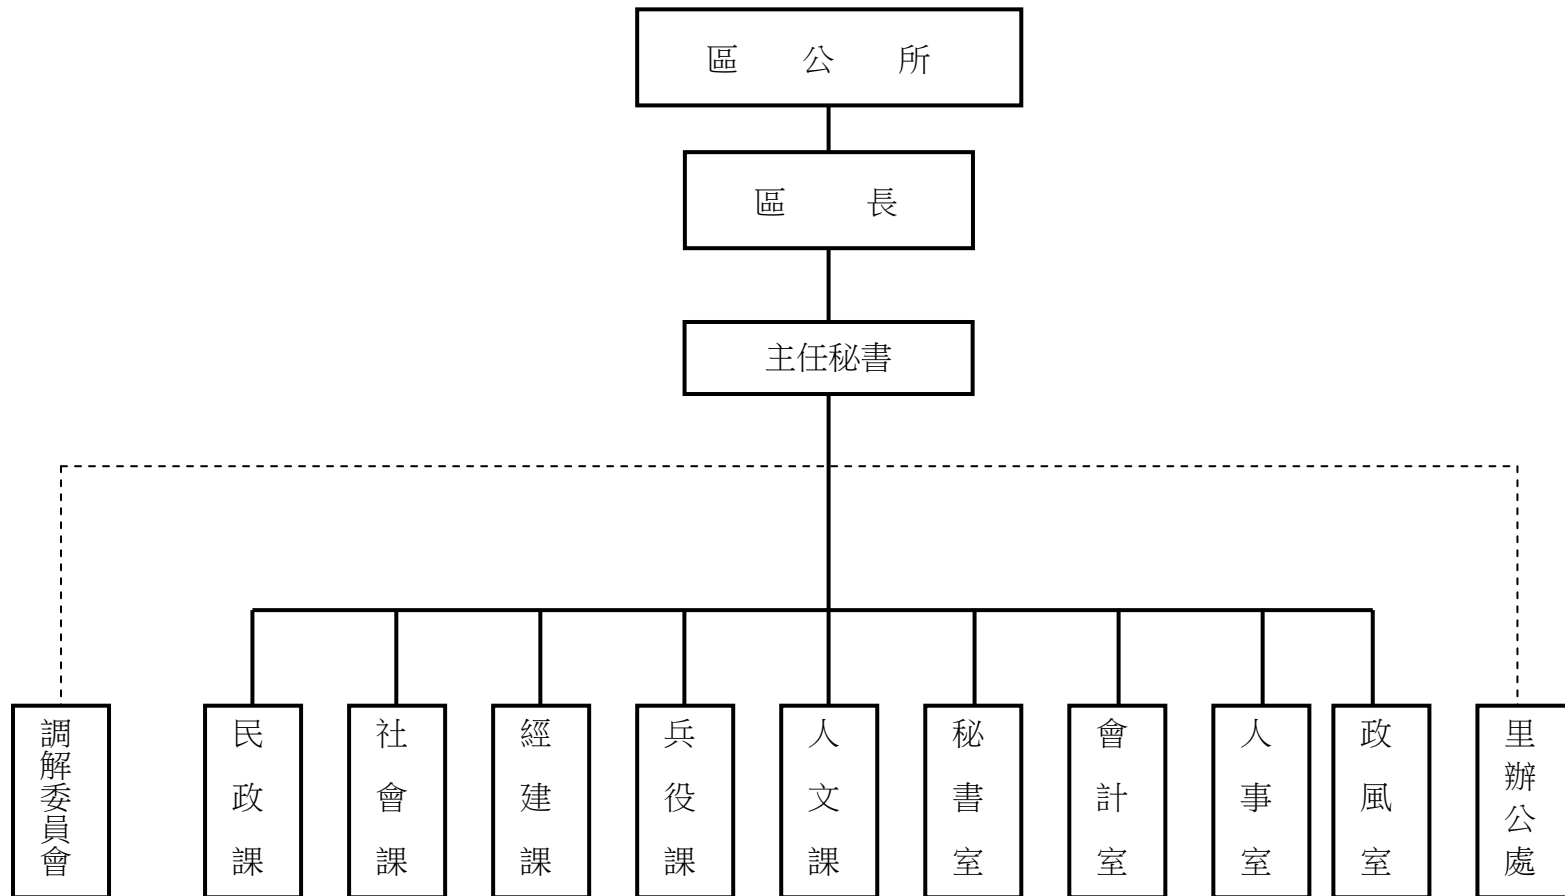 區公所
區長
主任秘書
調解委員會
民政課
社會課
經建課
兵役課
人文課
秘書室
會計室
人事室
政風室
里辦公處